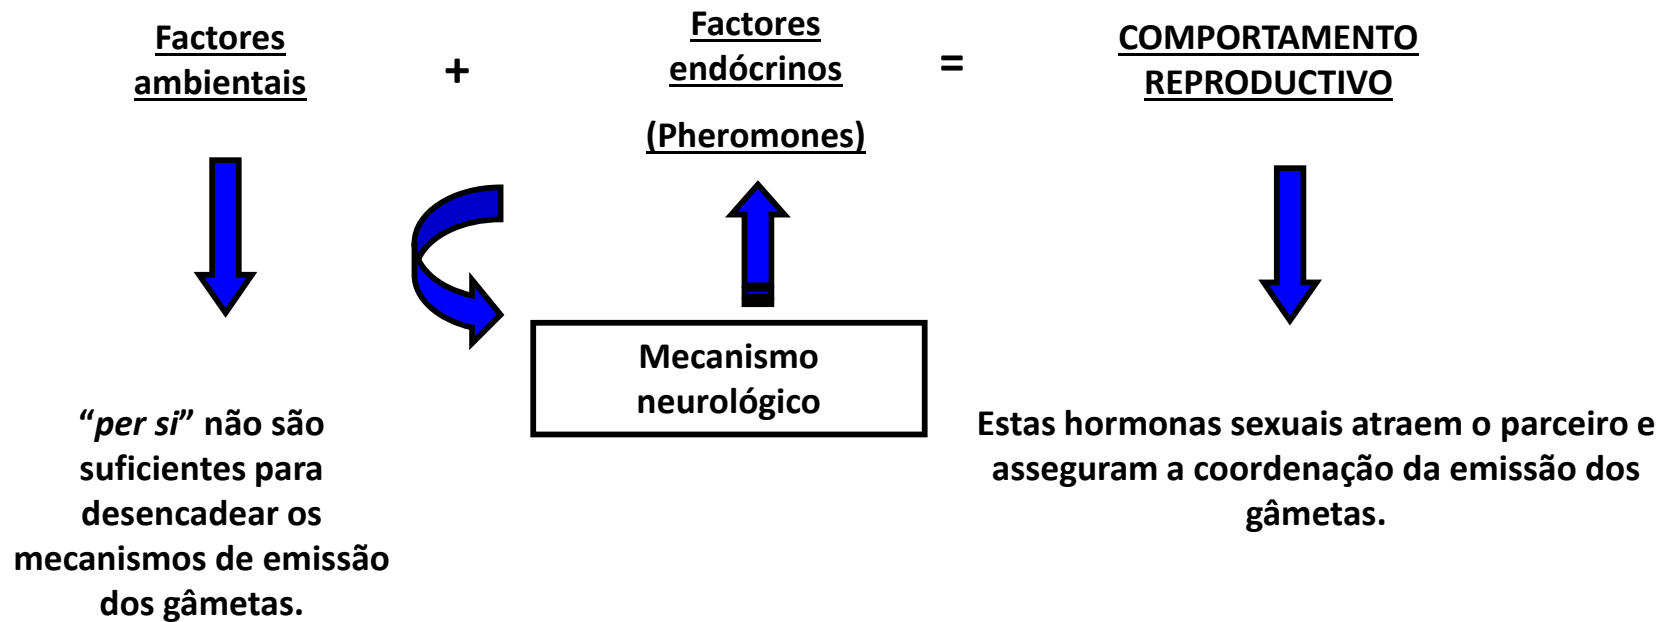 Factores
ambientais
+
Factores
endócrinos
(Pheromones)
=
COMPORTAMENTO
REPRODUCTIVO
Mecanismo
neurológico
“per si” não são
suficientes para
desencadear os
mecanismos de emissão
dos gâmetas.
Estas hormonas sexuais atraem o parceiro e
asseguram a coordenação da emissão dos
gâmetas.